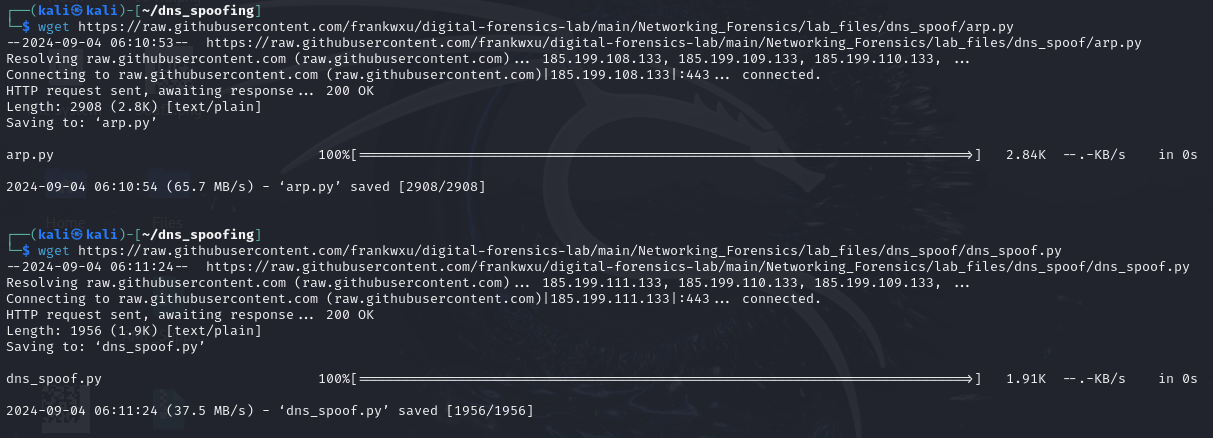 ┌──(kali㉿kali)-[~/dns_spoofing]
└─$ wget https://raw.githubusercontent.com/frankwxu/digital-forensics-lab/main/Networking_Forensics/lab_files/dns_spoof/arp.py
--2024-09-04 06:10:53--  https://raw.githubusercontent.com/frankwxu/digital-forensics-lab/main/Networking_Forensics/lab_files/dns_spoof/arp.py
Resolving raw.githubusercontent.com (raw.githubusercontent.com)... 185.199.108.133, 185.199.109.133, 185.199.110.133, ...
Connecting to raw.githubusercontent.com (raw.githubusercontent.com)|185.199.108.133|:443... connected.
HTTP request sent, awaiting response... 200 OK
Length: 2908 (2.8K) [text/plain]
Saving to: ‘arp.py’
arp.py 100%[===================================================================>] 2.84K --.-KB/s in 0s
2024-09-04 06:10:54 (65.7 MB/s) - ‘arp.py’ saved [2908/2908]
Home Files
┌──(kali㉿kali)-[~/dns_spoofing]
└─$ wget https://raw.githubusercontent.com/frankwxu/digital-forensics-lab/main/Networking_Forensics/lab_files/dns_spoof/dns_spoof.py
--2024-09-04 06:11:24--  https://raw.githubusercontent.com/frankwxu/digital-forensics-lab/main/Networking_Forensics/lab_files/dns_spoof/dns_spoof.py
Resolving raw.githubusercontent.com (raw.githubusercontent.com)... 185.199.111.133, 185.199.110.133, 185.199.109.133, ...
Connecting to raw.githubusercontent.com (raw.githubusercontent.com)|185.199.111.133|:443... connected.
HTTP request sent, awaiting response... 200 OK
Length: 1956 (1.9K) [text/plain]
Saving to: ‘dns_spoof.py’
dns_spoof.py 100%[===================================================================>] 1.91K --.-KB/s in 0s
2024-09-04 06:11:24 (37.5 MB/s) - ‘dns_spoof.py’ saved [1956/1956]